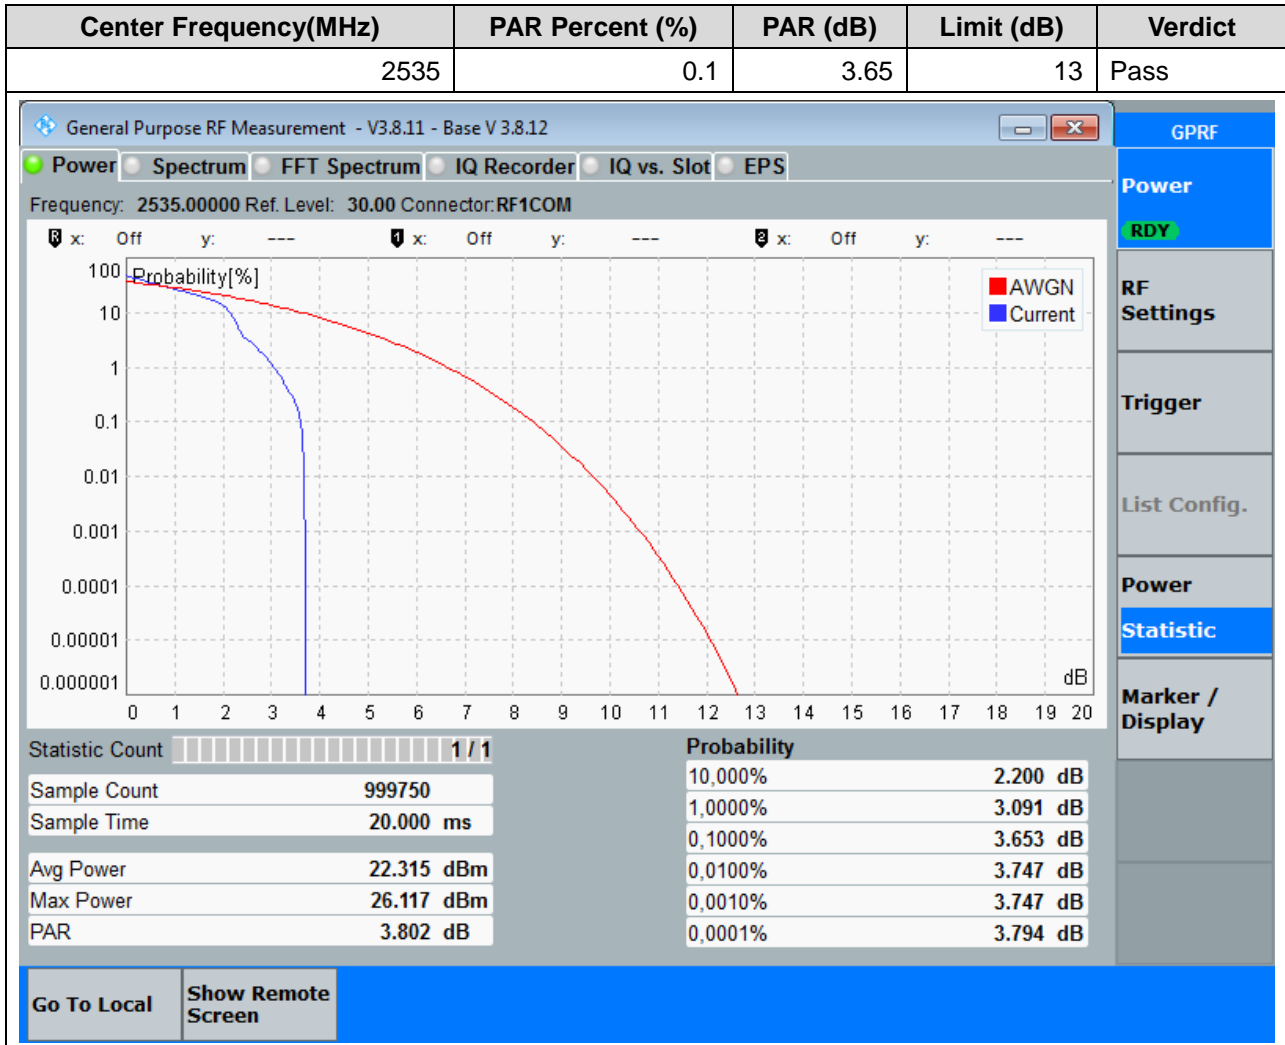 Center Frequency(MHz) PAR Percent (%) PAR (dB) Limit (dB) Verdict
2535 0.1 3.65 13 Pass
General Purpose RF Measurement - V3.8.11 - Base V 3.8.12
GPRF
Power Spectrum FFT Spectrum IQ Recorder IQ vs. Slot EPS
Frequency: 2535.00000 Ref. Level: 30.00 Connector:RF1COM
R x: Off y: --- 1 x: Off y: --- 2 x: Off y: ---
Power
RDY
RF
Settings
Trigger
List Config.
Power
Statistic
Marker /
Display
Probability[%]
AWGN
Current
100
10
1
0.1
0.01
0.001
0.0001
0.00001
0.000001
dB
0 1 2 3 4 5 6 7 8 9 10 11 12 13 14 15 16 17 18 19 20
Statistic Count 1 / 1
Sample Count 999750
Sample Time 20.000 ms
Avg Power 22.315 dBm
Max Power 26.117 dBm
PAR 3.802 dB
Probability
10,000% 2.200 dB
1,0000% 3.091 dB
0,1000% 3.653 dB
0,0100% 3.747 dB
0,0010% 3.747 dB
0,0001% 3.794 dB
Go To Local
Show Remote
Screen